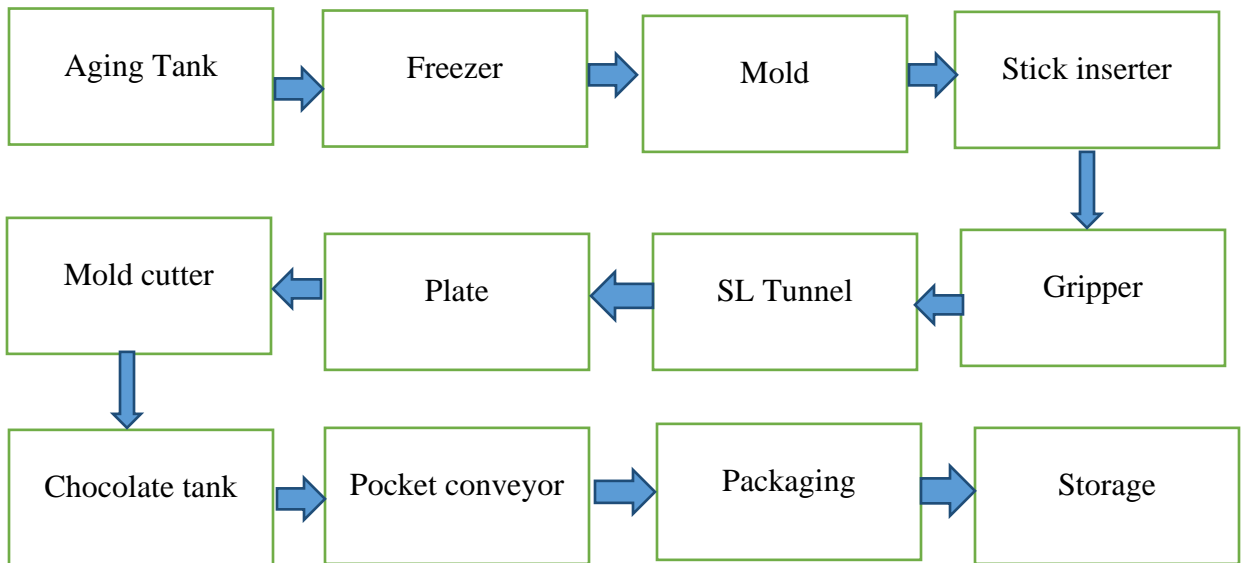 Aging Tank
Freezer
Mold
Stick inserter
Gripper
SL Tunnel
Plate
Mold cutter
Chocolate tank
Pocket conveyor
Packaging
Storage